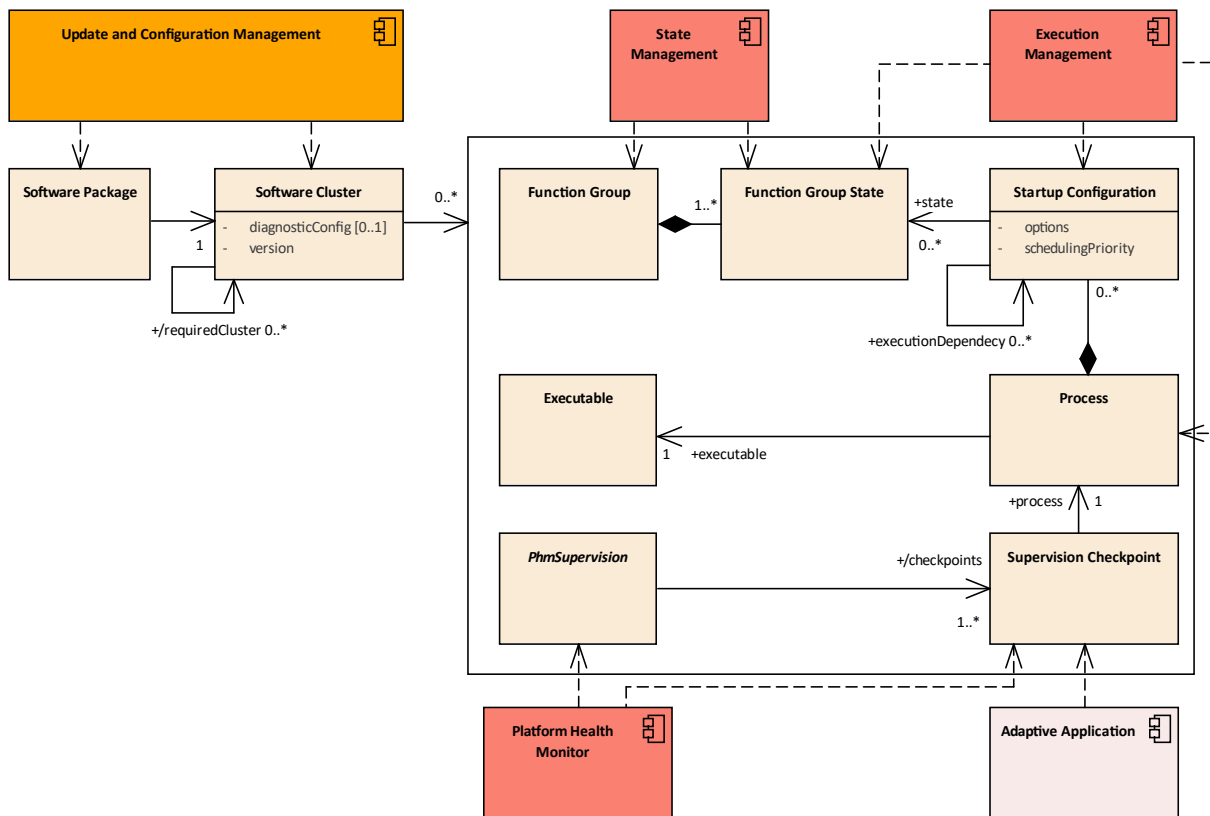 Update and Configuration Management
State
Management
Execution
Management
Software Package
Software Cluster
- diagnosticConfig [0..1]
- version
1
+/requiredCluster 0..*
0..*
Function Group
1..*
Function Group State
+state
0..*
Startup Configuration
- options
- schedulingPriority
+executionDependecy 0..*
0..*
Executable
1
+executable
Process
+process
1
PhmSupervision
+/checkpoints
1..*
Supervision Checkpoint
Platform Health
Monitor
Adaptive Application